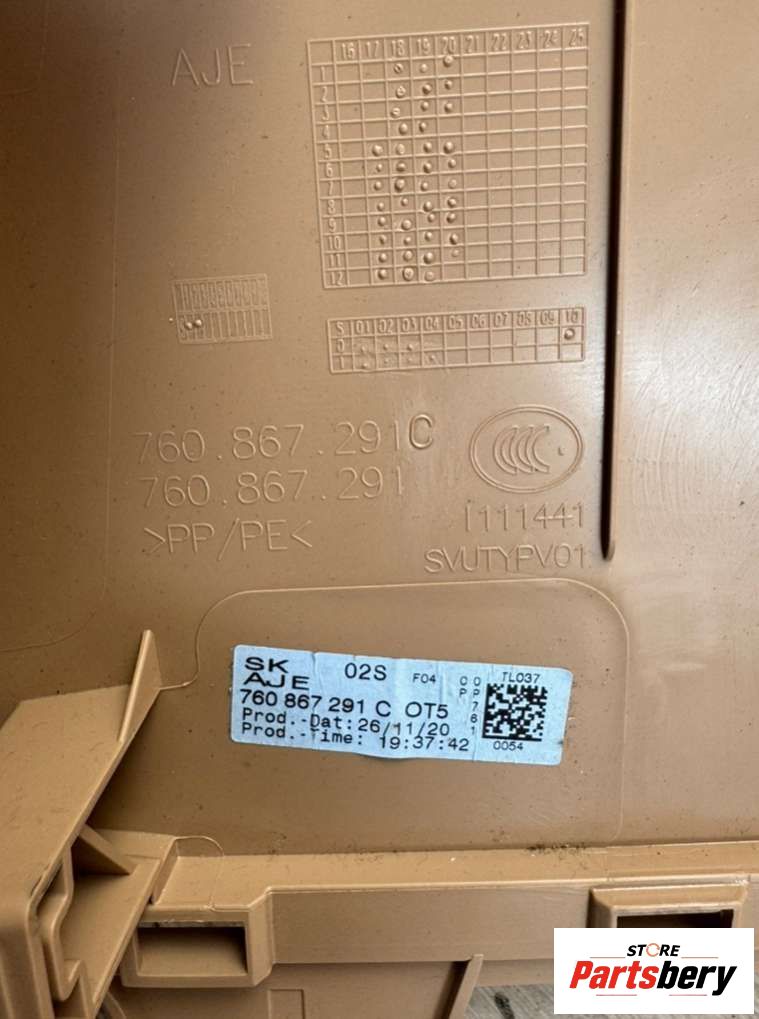 AJE
16 17 18 19 20 21 22 23 24 25
1
2
3
4
5
6
7
8
9
10
11
12
S 01 02 03 04 05 06 07 08 09 10
0
1
760.867.291C
760.867.291
>PP/PE<
1111441
SVUTYPV01
SK
AJE
02S
F04
TL037
760 867 291 C OT5
Prod.-Dat:26/11/20
Prod.-Time: 19:37:42
0054
STORE
Partsbery